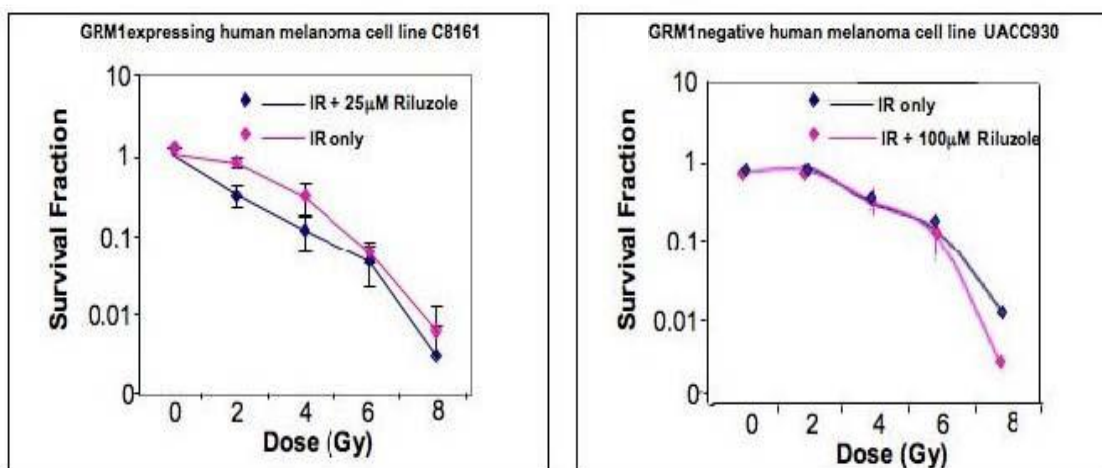 GRM1expressing human melanoma cell line C8161
10
1
0.1
0.01
0
Survival Fraction
IR + 25µM Riluzole
IR only
0 2 4 6 8
Dose (Gy)
GRM1negative human melanoma cell line UACC930
10
1
0.1
0.01
0
Survival Fraction
IR only
IR + 100µM Riluzole
0 2 4 6 8
Dose (Gy)